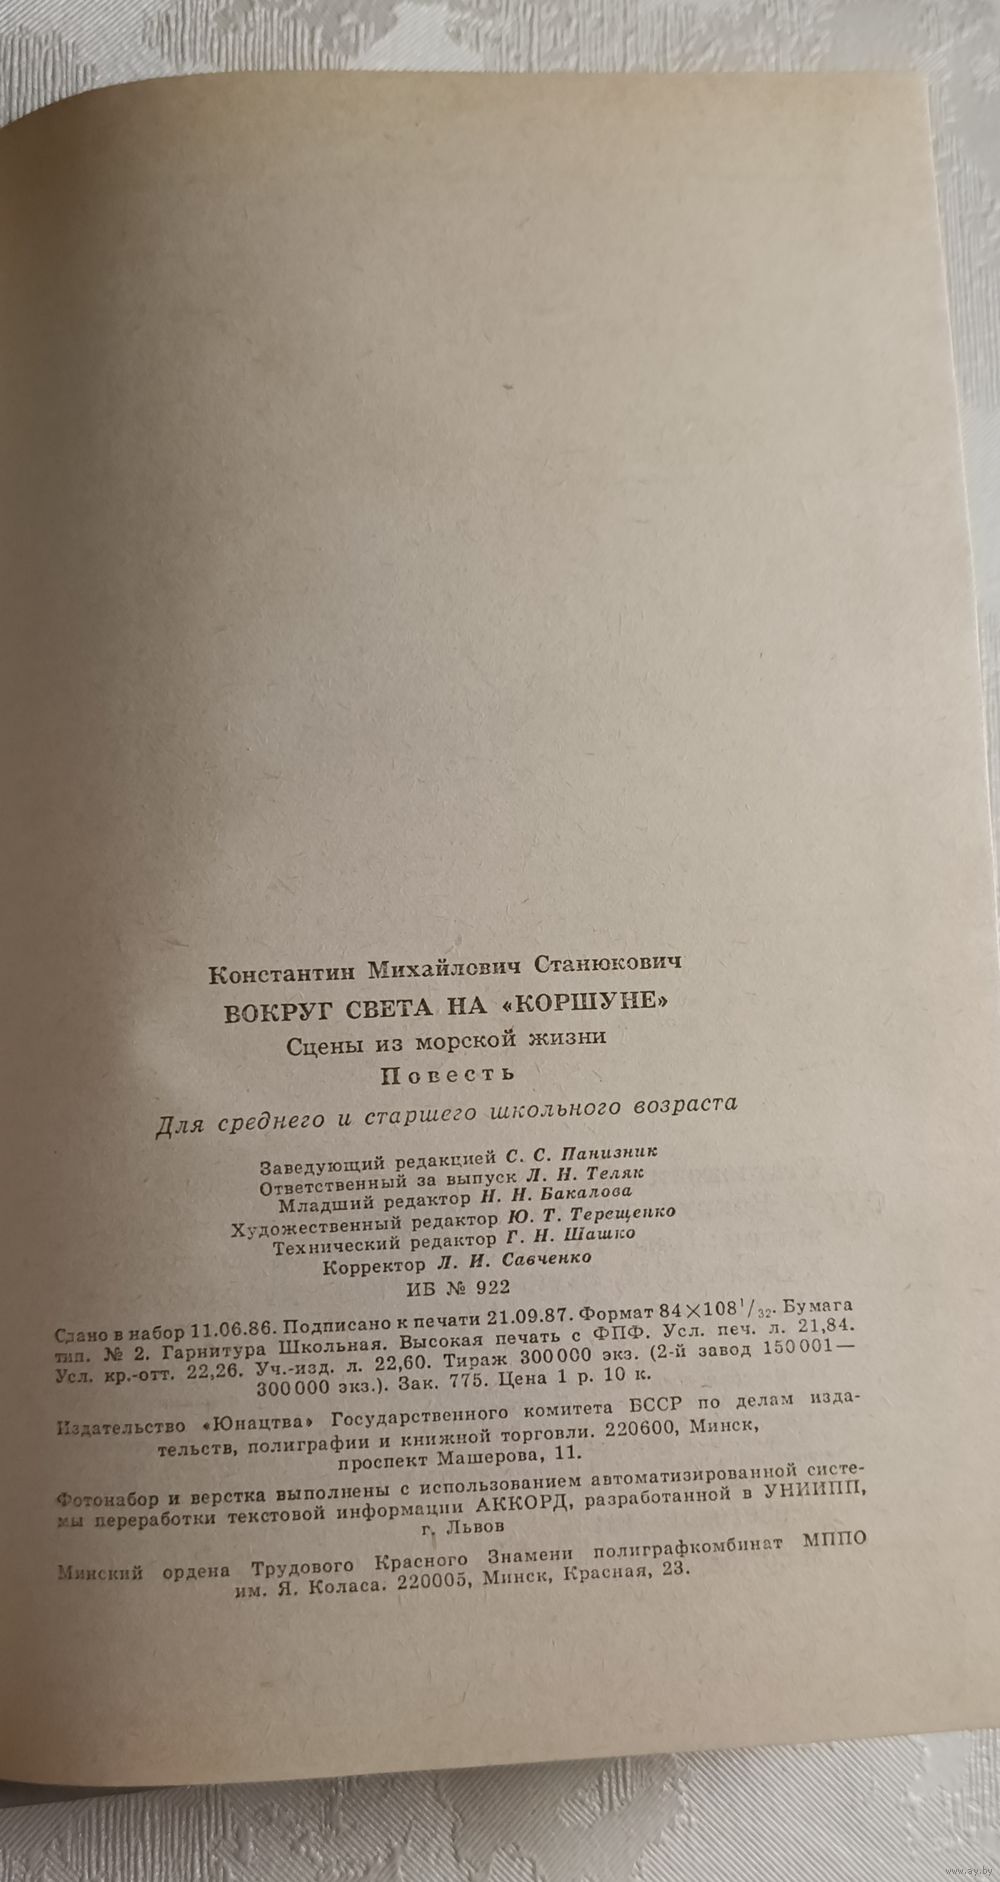 Константин Михайлович Станюкович
ВОКРУГ СВЕТА НА «КОРШУНЕ»
Сцены из морской жизни
Повесть
Для среднего и старшего школьного возраста
Заведующий редакцией С. С. Панизник
Ответственный за выпуск Л. Н. Теляк
Младший редактор Н. Н. Бакалова
Художественный редактор Ю. Т. Терещенко
Технический редактор Г. Н. Шашко
Корректор Л. И. Савченко
ИБ № 922
Сдано в набор 11.06.86. Подписано к печати 21.09.87. Формат 84×108¹/₃₂. Бумага
тип. № 2. Гарнитура Школьная. Высокая печать с ФПФ. Усл. печ. л. 21,84.
Усл. кр.-отт. 22,26. Уч.-изд. л. 22,60. Тираж 300 000 экз. (2-й завод 150 001—
300 000 экз.). Зак. 775. Цена 1 р. 10 к.
Издательство «Юнацтва» Государственного комитета БССР по делам изда-
тельств, полиграфии и книжной торговли. 220600, Минск,
проспект Машерова, 11.
Фотонабор и верстка выполнены с использованием автоматизированной систе-
мы переработки текстовой информации АККОРД, разработанной в УНИИПП,
г. Львов
Минский ордена Трудового Красного Знамени полиграфкомбинат МППО
им. Я. Коласа. 220005, Минск, Красная, 23.
www.ay.by